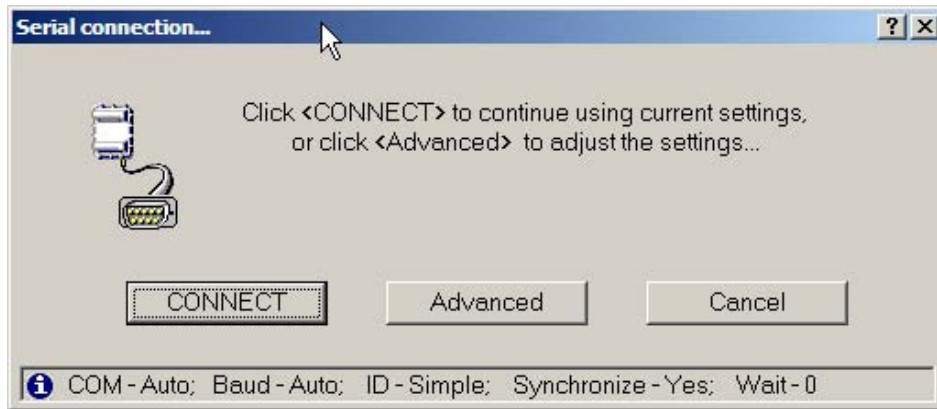 Serial connection...
? X
Click <CONNECT> to continue using current settings,
or click <Advanced> to adjust the settings...
CONNECT Advanced Cancel
i COM - Auto; Baud - Auto; ID - Simple; Synchronize - Yes; Wait - 0